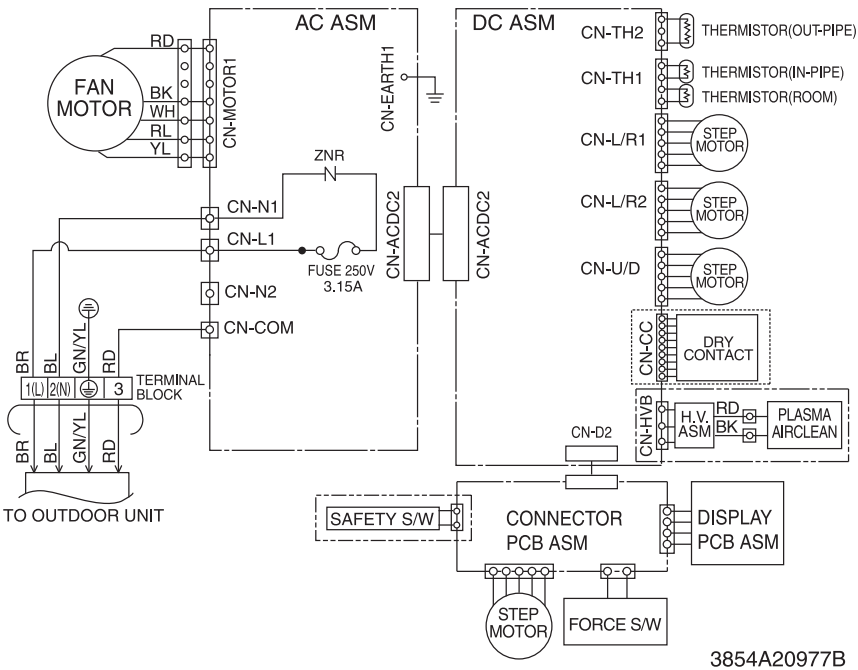 AC ASM
DC ASM
RD
FAN
MOTOR
BK
WH
RL
YL
CN-MOTOR1
CN-EARTH1
ZNR
CN-N1
CN-L1
FUSE 250V
3.15A
CN-N2
CN-COM
CN-ACDC2
CN-ACDC2
BR
BL
GN/YL
RD
1(L)
2(N)
3
TERMINAL
BLOCK
BR
BL
GN/YL
RD
TO OUTDOOR UNIT
CN-TH2
THERMISTOR(OUT-PIPE)
CN-TH1
THERMISTOR(IN-PIPE)
THERMISTOR(ROOM)
CN-L/R1
STEP
MOTOR
CN-L/R2
STEP
MOTOR
CN-U/D
STEP
MOTOR
CN-CC
DRY
CONTACT
CN-HVB
H.V.
ASM
RD
BK
PLASMA
AIRCLEAN
CN-D2
SAFETY S/W
CONNECTOR
PCB ASM
DISPLAY
PCB ASM
STEP
MOTOR
FORCE S/W
3854A20977B